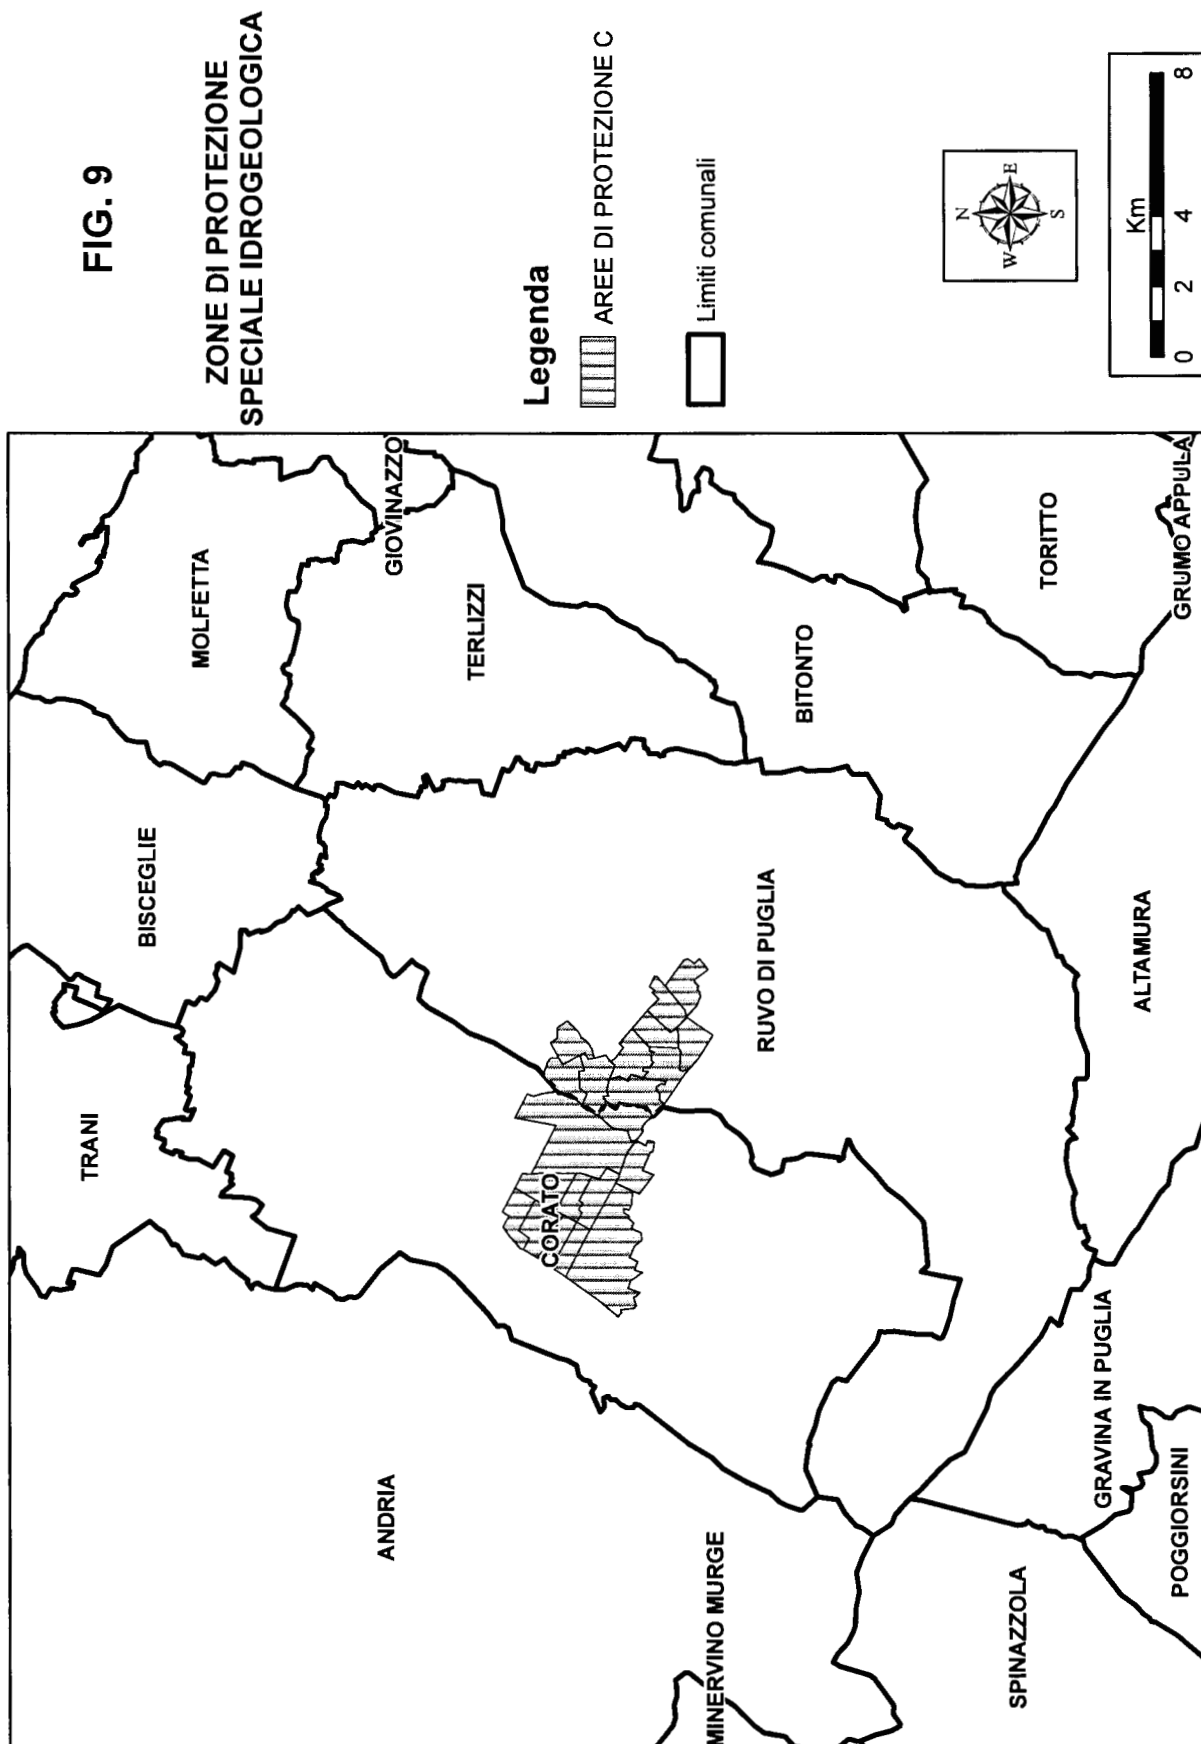 FIG. 9
ZONE DI PROTEZIONE
SPECIALE IDROGEOLOGICA
Legenda
AREE DI PROTEZIONE C
Limiti comunali
N
W
E
S
Km
0 2 4 8
TRANI
BISCEGLIE
MOLFETTA
GIOVINAZZO
ANDRIA
TERLIZZI
CORATO
MINERVINO MURGE
RUVO DI PUGLIA
BITONTO
SPINAZZOLA
TORITTO
GRAVINA IN PUGLIA
ALTAMURA
POGGIORSINI
GRUMO APPULA